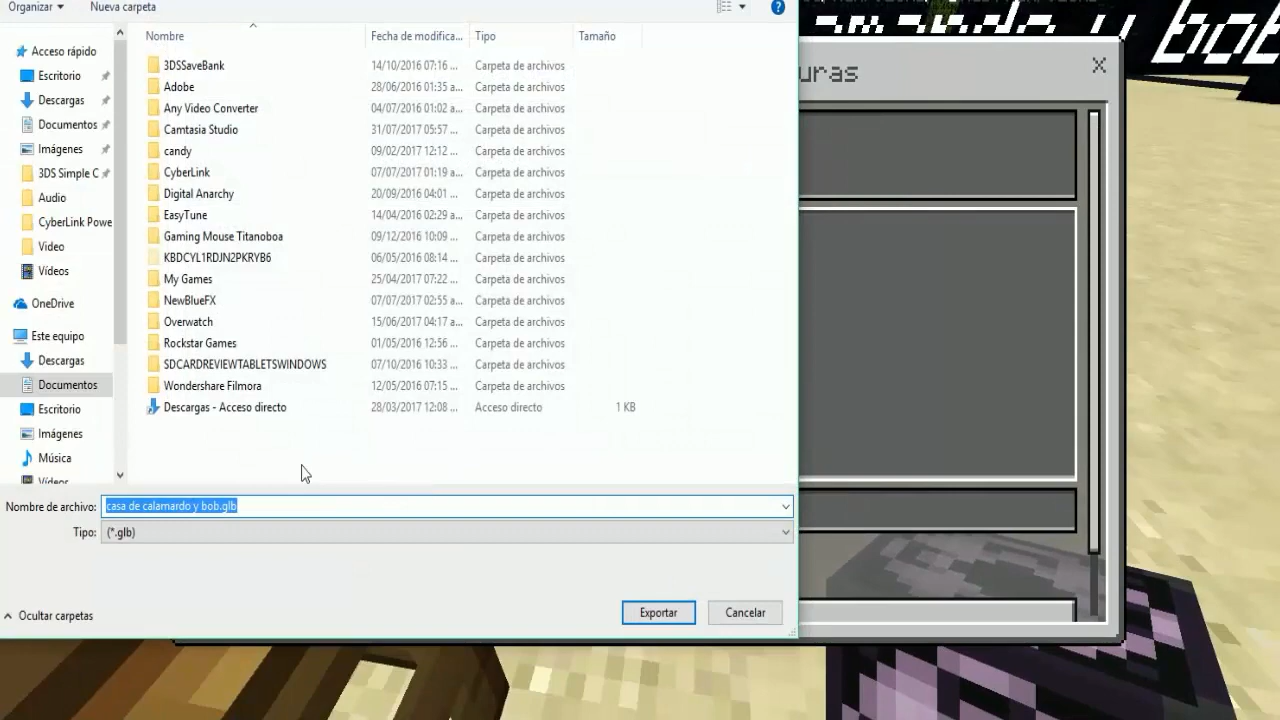 Organizar Nueva carpeta
Nombre Fecha de modifica... Tipo Tamaño
Acceso rápido
Escritorio
Descargas
Documentos
Imágenes
3DS Simple C
Audio
CyberLink Powe
Video
Vídeos
OneDrive
Este equipo
Descargas
Documentos
Escritorio
Imágenes
Música
Vídeos
3DSSaveBank 14/10/2016 07:16 ... Carpeta de archivos
Adobe 28/06/2016 01:35 a... Carpeta de archivos
Any Video Converter 04/07/2016 01:02 a... Carpeta de archivos
Camtasia Studio 31/07/2017 05:57 ... Carpeta de archivos
candy 09/02/2017 12:12 ... Carpeta de archivos
CyberLink 07/07/2017 01:19 a... Carpeta de archivos
Digital Anarchy 20/09/2016 04:01 ... Carpeta de archivos
EasyTune 14/04/2016 02:29 a... Carpeta de archivos
Gaming Mouse Titanoboa 09/12/2016 10:09 ... Carpeta de archivos
KBDCYL1RDJN2PKRYB6 06/05/2016 08:14 ... Carpeta de archivos
My Games 25/04/2017 07:22 ... Carpeta de archivos
NewBlueFX 07/07/2017 02:55 a... Carpeta de archivos
Overwatch 15/06/2017 04:17 a... Carpeta de archivos
Rockstar Games 01/05/2016 12:56 ... Carpeta de archivos
SDCARDREVIEWTABLETSWINDOWS 07/10/2016 10:33 ... Carpeta de archivos
Wondershare Filmora 12/05/2016 07:15 ... Carpeta de archivos
Descargas - Acceso directo 28/03/2017 12:08 ... Acceso directo 1 KB
Nombre de archivo: casa de calamardo y bob.glb
Tipo: (*.glb)
Ocultar carpetas
Exportar Cancelar
uras
y bob